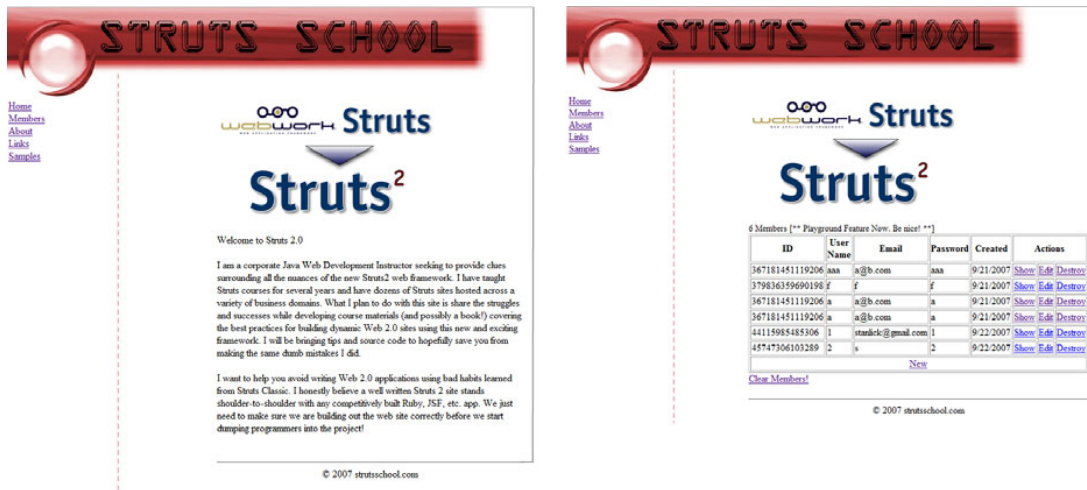 STRUTS SCHOOL
Home
Members
About
Links
Samples
webwork Struts
WEB APPLICATION FRAMEWORK
Struts²
Welcome to Struts 2.0
I am a corporate Java Web Development Instructor seeking to provide clues
surrounding all the nuances of the new Struts2 web framework. I have taught
Struts courses for several years and have dozens of Struts sites hosted across a
variety of business domains. What I plan to do with this site is share the struggles
and successes while developing course materials (and possibly a book!) covering
the best practices for building dynamic Web 2.0 sites using this new and exciting
framework. I will be bringing tips and source code to hopefully save you from
making the same dumb mistakes I did.
I want to help you avoid writing Web 2.0 applications using bad habits learned
from Struts Classic. I honestly believe a well written Struts 2 site stands
shoulder-to-shoulder with any competitively built Ruby, JSF, etc. app. We just
need to make sure we are building out the web site correctly before we start
dumping programmers into the project!
© 2007 strutsschool.com
STRUTS SCHOOL
Home
Members
About
Links
Samples
webwork Struts
WEB APPLICATION FRAMEWORK
Struts²
6 Members [** Playground Feature Now. Be nice! **]
ID User Name Email Password Created Actions
367181451119206 aaa a@b.com aaa 9/21/2007 Show Edit Destroy
379836359690198 f f f 9/21/2007 Show Edit Destroy
367181451119206 a a@b.com a 9/21/2007 Show Edit Destroy
367181451119206 a a@b.com a 9/21/2007 Show Edit Destroy
44115985485306 1 stanlick@gmail.com 1 9/22/2007 Show Edit Destroy
45747306103289 2 s 2 9/22/2007 Show Edit Destroy
New
Clear Members!
© 2007 strutsschool.com